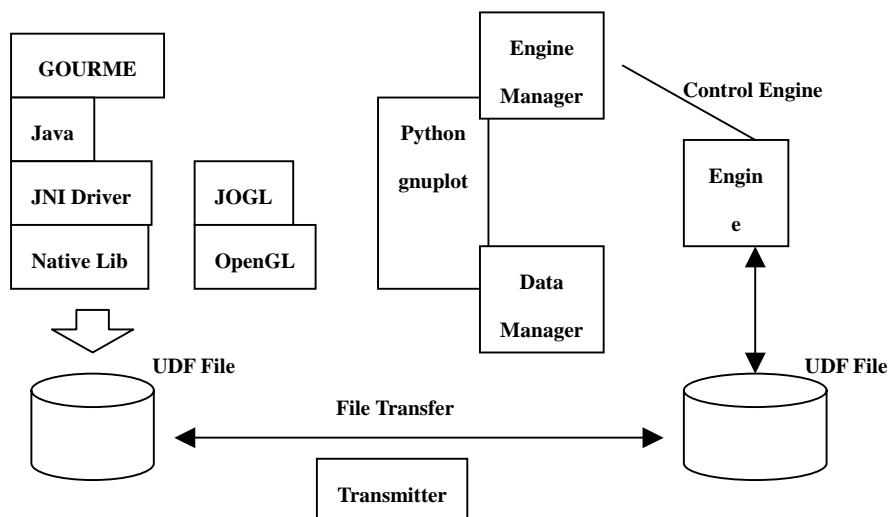 GOURME
Java
JNI Driver
Native Lib
JOGL
OpenGL
Python
gnuplot
Engine
Manager
Data
Manager
Control Engine
Engin
e
UDF File
UDF File
File Transfer
Transmitter